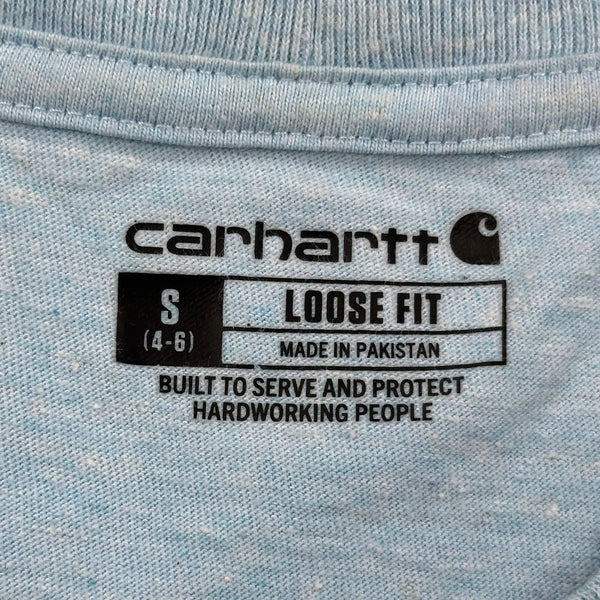 carhartt
S
(4-6)
LOOSE FIT
MADE IN PAKISTAN
BUILT TO SERVE AND PROTECT
HARDWORKING PEOPLE